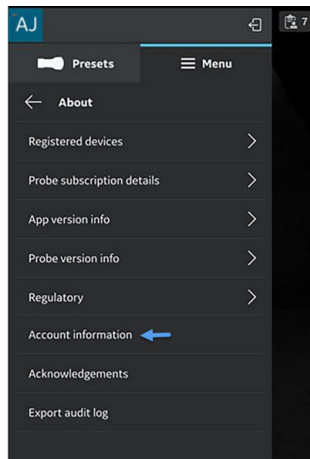 AJ
7
Presets
Menu
About
Registered devices
Probe subscription details
App version info
Probe version info
Regulatory
Account information
Acknowledgements
Export audit log